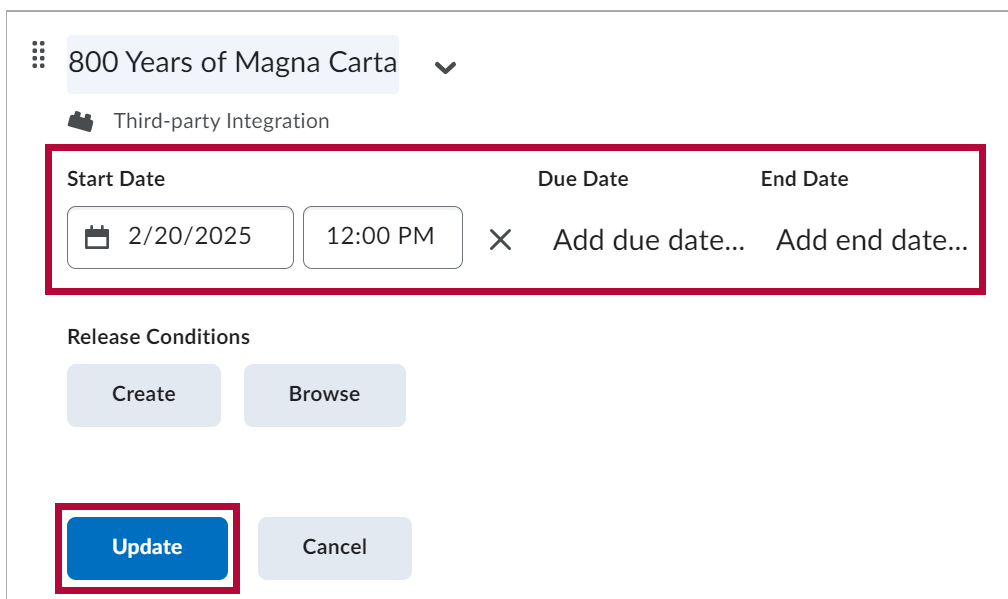 800 Years of Magna Carta
Third-party Integration
Start Date Due Date End Date
2/20/2025 12:00 PM Add due date... Add end date...
Release Conditions
Create Browse
Update Cancel